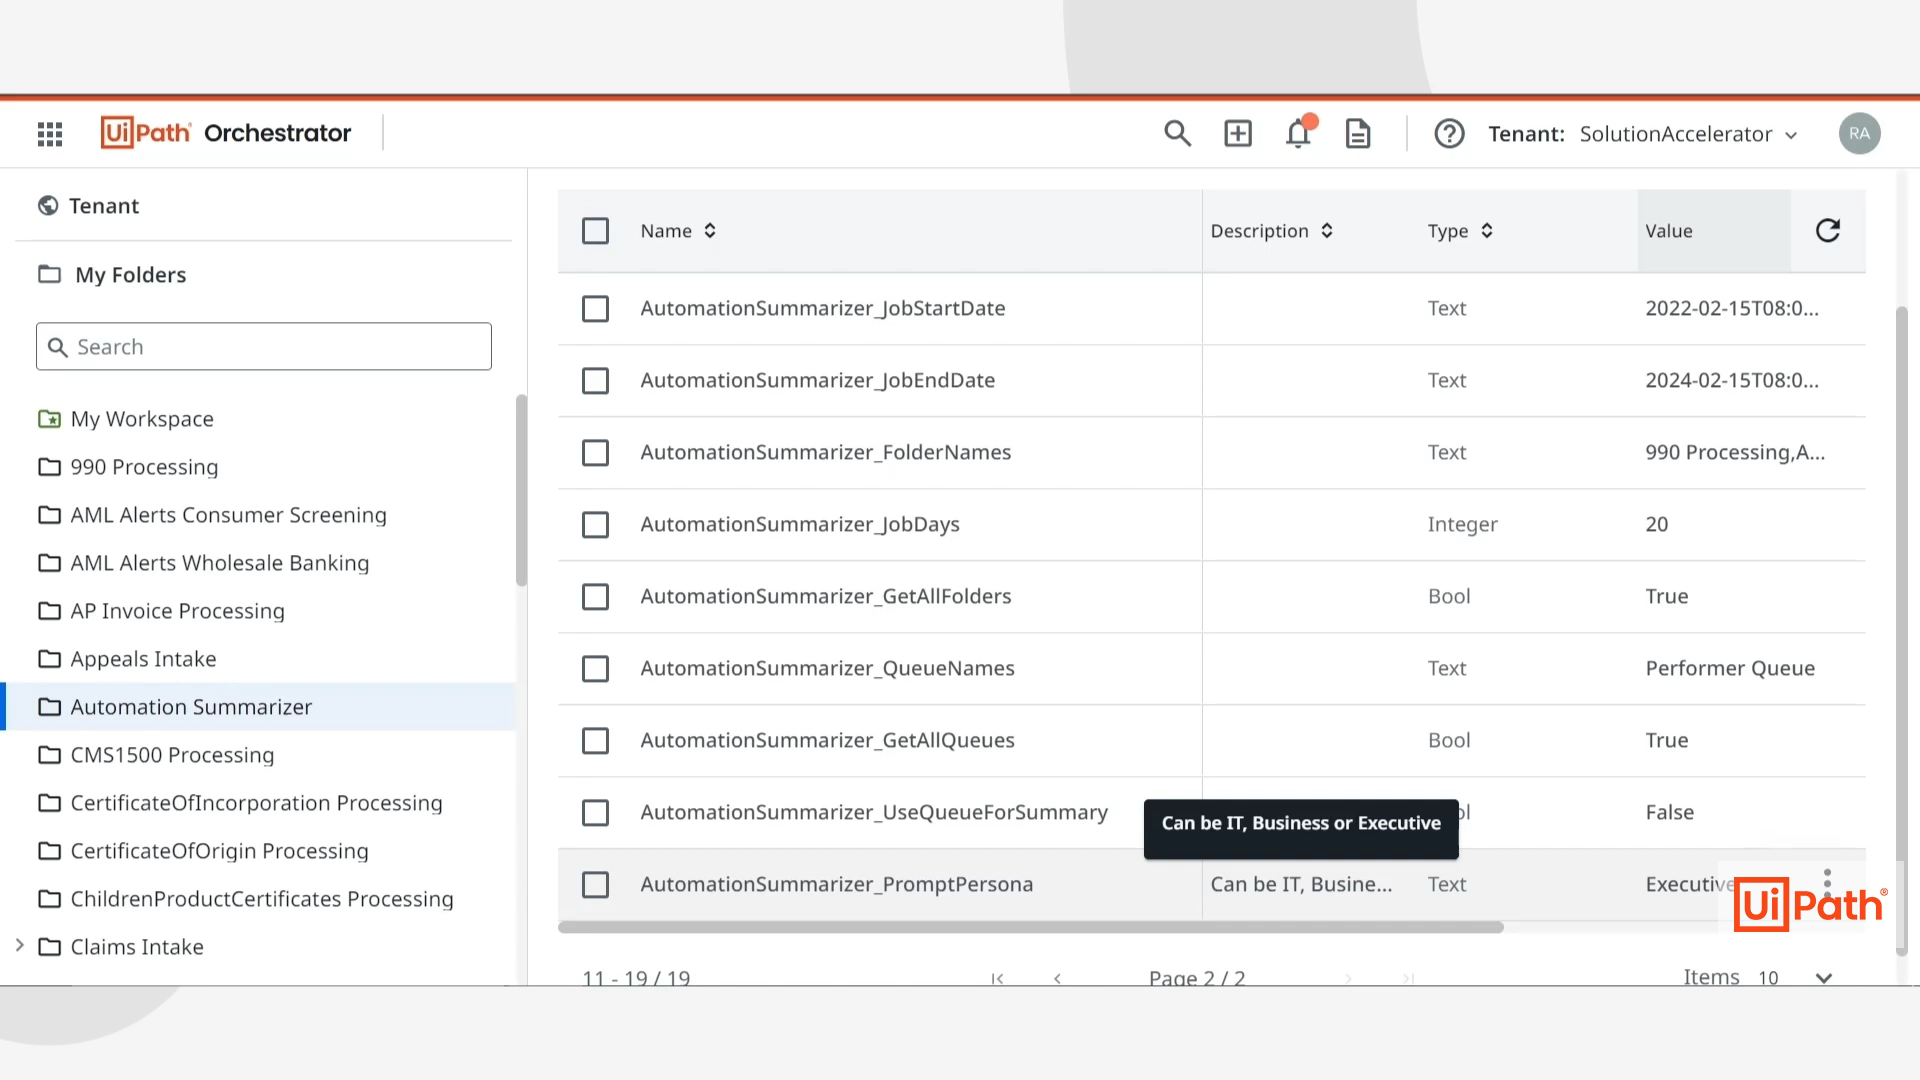 UiPath Orchestrator
Tenant: SolutionAccelerator
RA
Tenant
My Folders
Search
My Workspace
990 Processing
AML Alerts Consumer Screening
AML Alerts Wholesale Banking
AP Invoice Processing
Appeals Intake
Automation Summarizer
CMS1500 Processing
CertificateOfIncorporation Processing
CertificateOfOrigin Processing
ChildrenProductCertificates Processing
Claims Intake
Name Description Type Value
AutomationSummarizer_JobStartDate Text 2022-02-15T08:0...
AutomationSummarizer_JobEndDate Text 2024-02-15T08:0...
AutomationSummarizer_FolderNames Text 990 Processing,A...
AutomationSummarizer_JobDays Integer 20
AutomationSummarizer_GetAllFolders Bool True
AutomationSummarizer_QueueNames Text Performer Queue
AutomationSummarizer_GetAllQueues Bool True
AutomationSummarizer_UseQueueForSummary False
Can be IT, Business or Executive
AutomationSummarizer_PromptPersona Can be IT, Busine... Text Executive
UiPath®
11 - 19 / 19 Page 2 / 2 Items 10